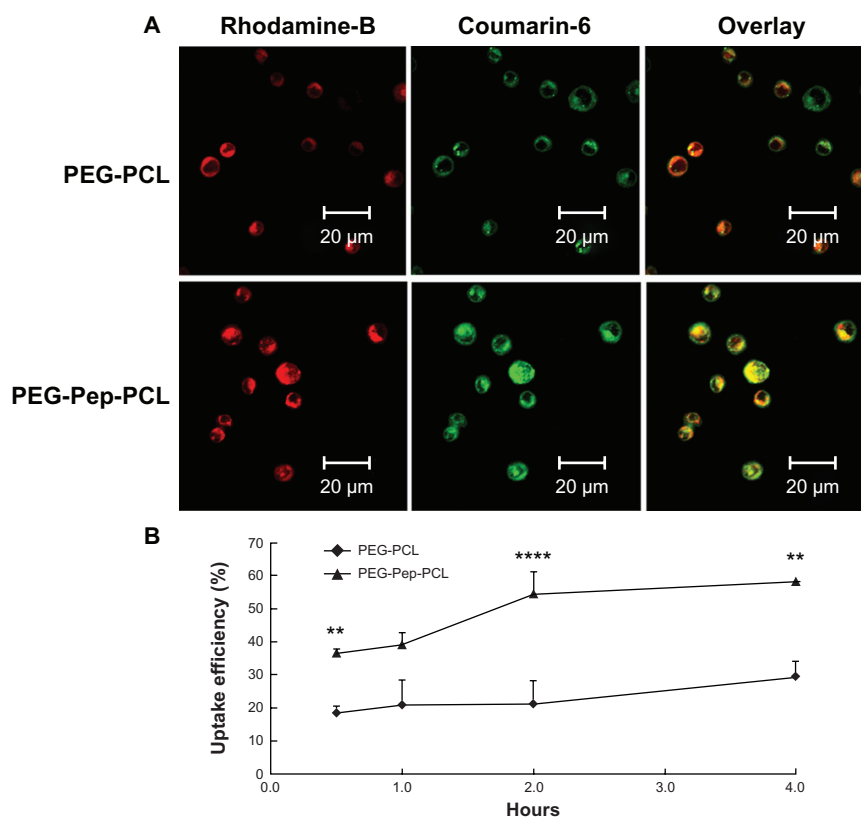 A
Rhodamine-B Coumarin-6 Overlay
PEG-PCL
20 µm 20 µm 20 µm
PEG-Pep-PCL
20 µm 20 µm 20 µm
B
Uptake efficiency (%)
70
60
50
40
30
20
10
0
PEG-PCL
PEG-Pep-PCL
**
****
**
0.0 1.0 2.0 3.0 4.0
Hours